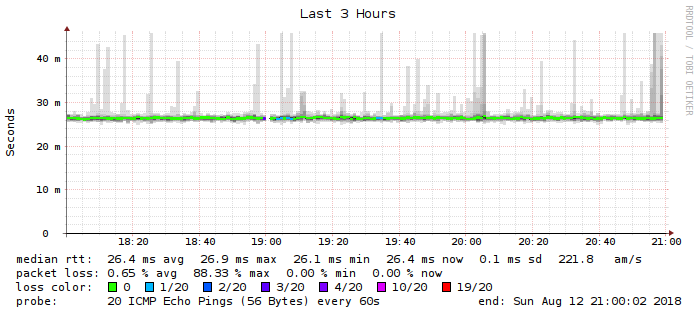 Last 3 Hours
RRDTOOL / TOBI OETIKER
Seconds
40 m
30 m
20 m
10 m
0
18:20 18:40 19:00 19:20 19:40 20:00 20:20 20:40 21:00
median rtt: 26.4 ms avg 26.9 ms max 26.1 ms min 26.4 ms now 0.1 ms sd 221.8 am/s
packet loss: 0.65 % avg 88.33 % max 0.00 % min 0.00 % now
loss color: 0 1/20 2/20 3/20 4/20 10/20 19/20
probe: 20 ICMP Echo Pings (56 Bytes) every 60s end: Sun Aug 12 21:00:02 2018